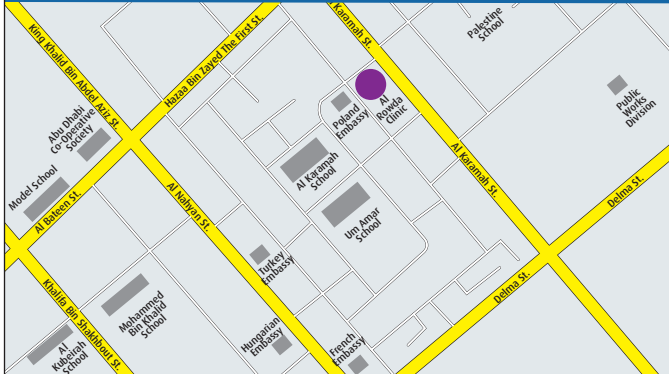 King Khalid Bin Abdel Aziz St.
Hazaa Bin Zayed The First St.
Al Karamah St.
Palestine
School
Abu Dhabi
Co-Operative
Society
Poland
Embassy
Al
Rowda
Clinic
Public
Works
Division
Model School
Al Bateen St.
Al Nahyan St.
Al Karamah
School
Al Karamah St.
Delma St.
Um Amar
School
Turkey
Embassy
Khalifa Bin Shakhbout St.
Mohammed
Bin Khalid
School
Delma St.
Al
Kubeirah
School
Hungarian
Embassy
French
Embassy